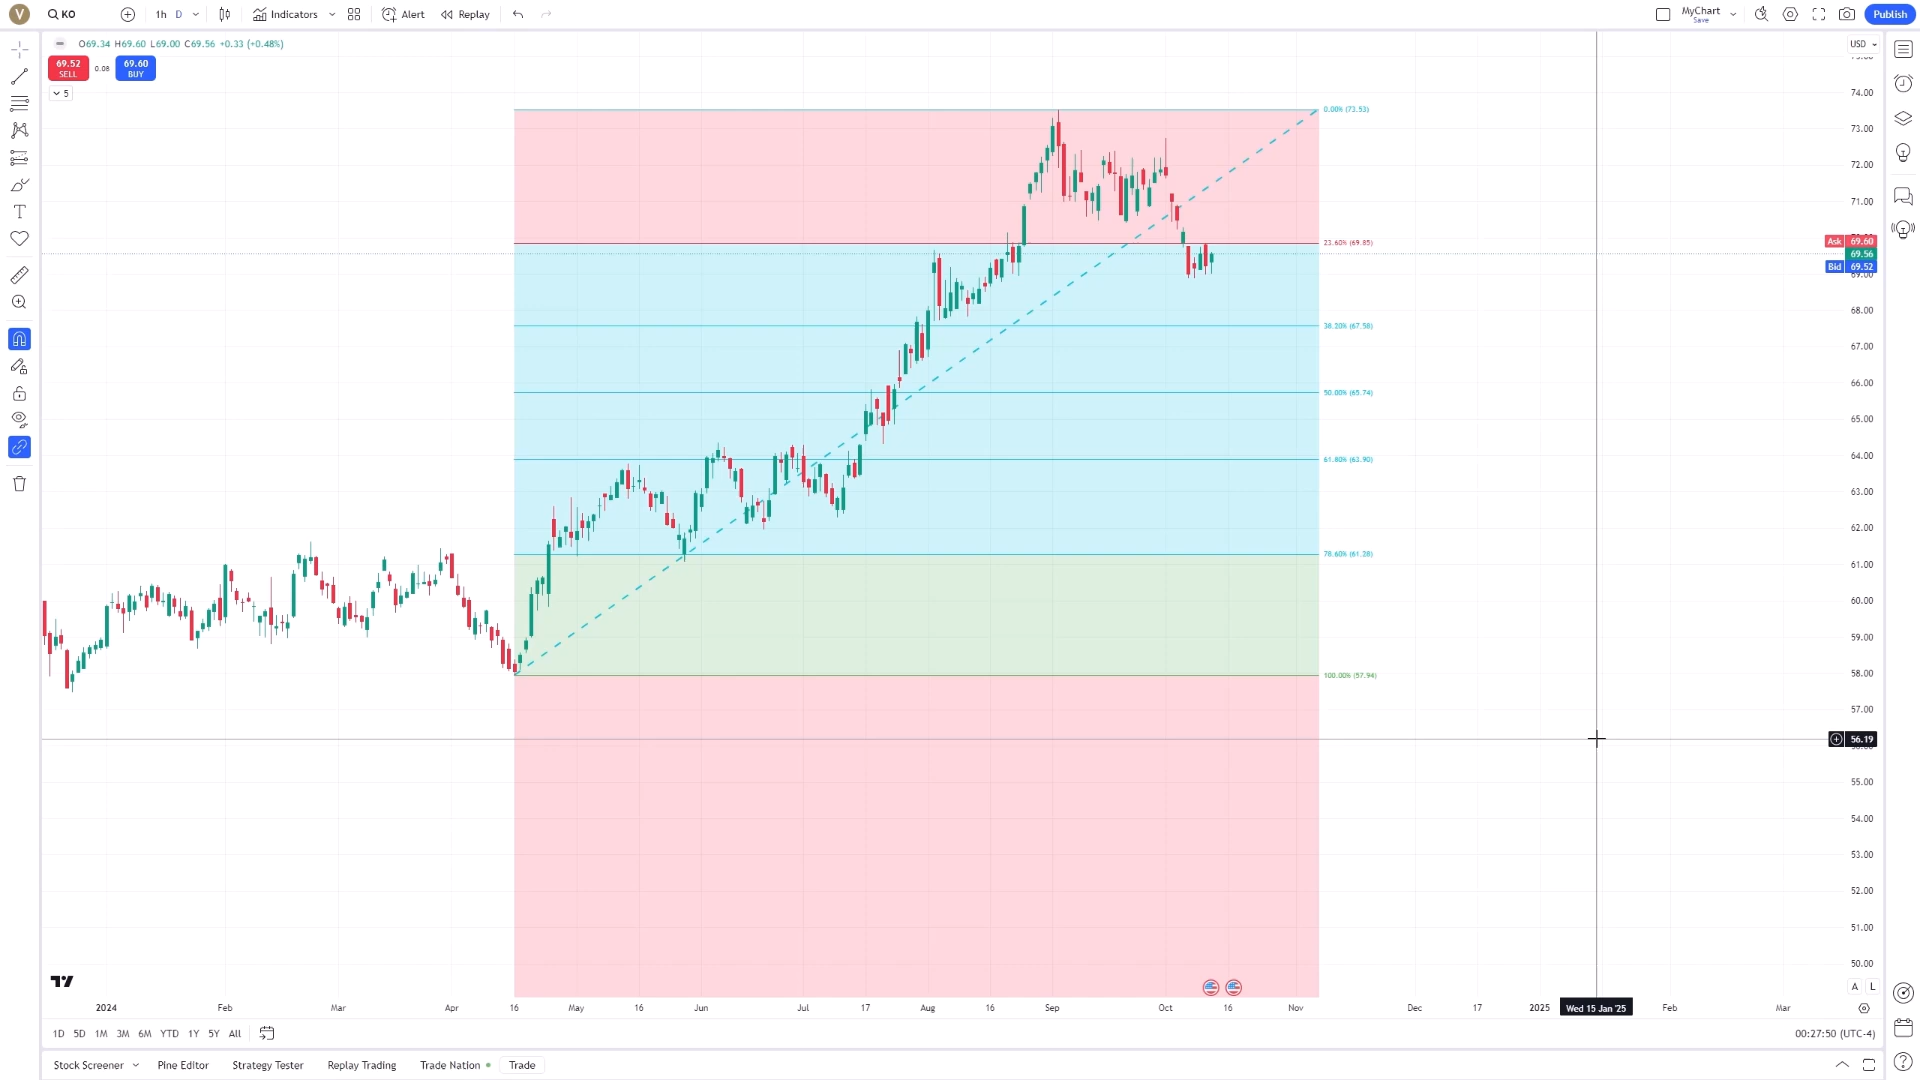 V KO 1h D Indicators Alert Replay MyChart Save Publish
O69.34 H69.60 L69.00 C69.56 +0.33 (+0.48%)
USD
69.52 SELL
0.08
69.60 BUY
5
74.00
73.00
72.00
71.00
69.00
68.00
67.00
66.00
65.00
64.00
63.00
62.00
61.00
60.00
59.00
58.00
57.00
55.00
54.00
53.00
52.00
51.00
50.00
Ask 69.60
69.56
Bid 69.52
56.19
0.00% (73.53)
23.60% (69.85)
38.20% (67.58)
50.00% (65.74)
61.80% (63.90)
78.60% (61.28)
100.00% (57.94)
A L
2024 Feb Mar Apr 16 May 16 Jun Jul 17 Aug 16 Sep Oct 16 Nov Dec 17 2025 Wed 15 Jan '25 Feb Mar
1D 5D 1M 3M 6M YTD 1Y 5Y All
00:27:50 (UTC-4)
Stock Screener Pine Editor Strategy Tester Replay Trading Trade Nation Trade